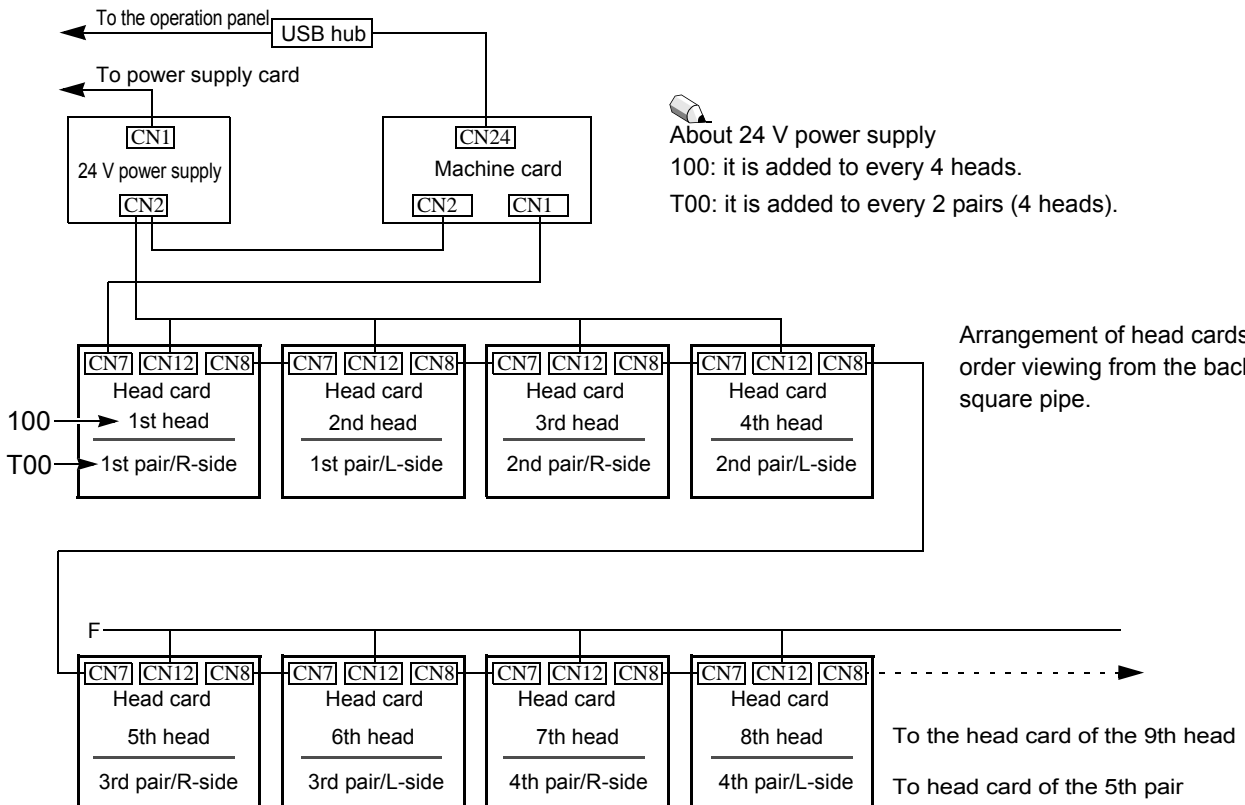 To the operation panel
USB hub
To power supply card
CN1
24 V power supply
CN2
CN24
Machine card
CN2 CN1
About 24 V power supply
100: it is added to every 4 heads.
T00: it is added to every 2 pairs (4 heads).
Arrangement of head cards
order viewing from the back
square pipe.
CN7 CN12 CN8 CN7 CN12 CN8 CN7 CN12 CN8 CN7 CN12 CN8
Head card Head card Head card Head card
100 1st head 2nd head 3rd head 4th head
T00 1st pair/R-side 1st pair/L-side 2nd pair/R-side 2nd pair/L-side
F
CN7 CN12 CN8 CN7 CN12 CN8 CN7 CN12 CN8 CN7 CN12 CN8
Head card Head card Head card Head card
5th head 6th head 7th head 8th head
3rd pair/R-side 3rd pair/L-side 4th pair/R-side 4th pair/L-side
To the head card of the 9th head
To head card of the 5th pair